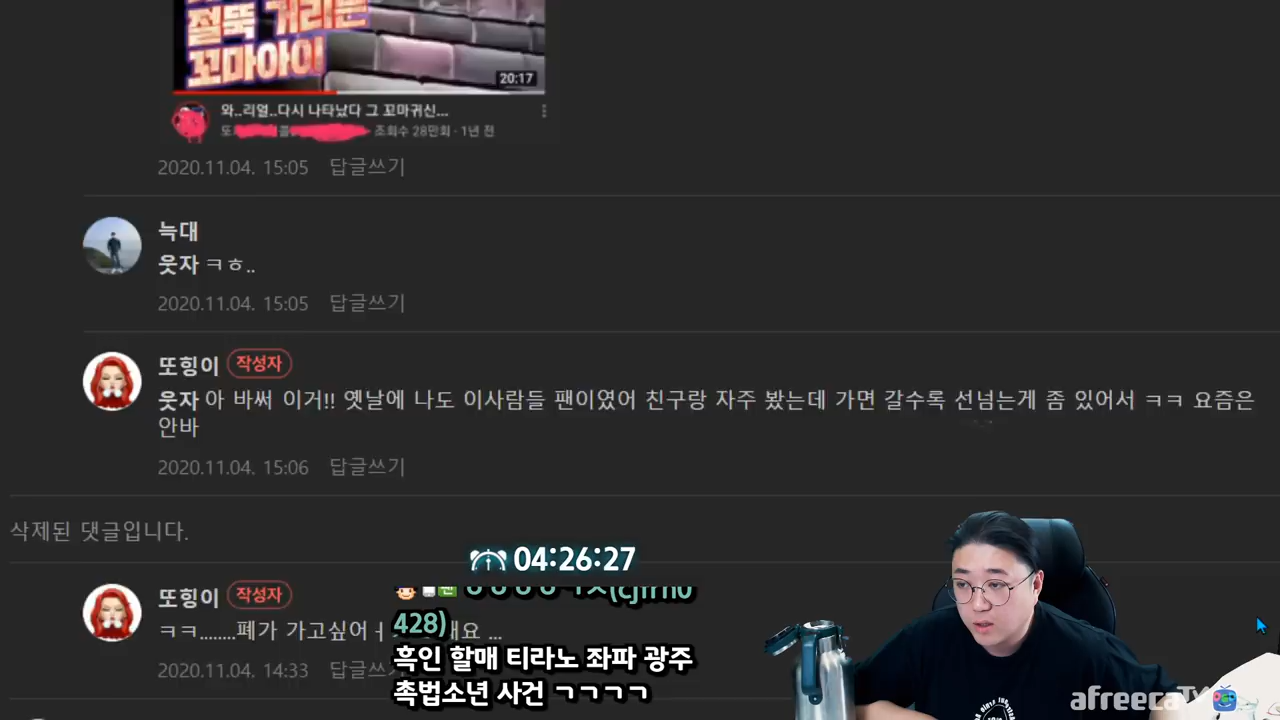 절뚝 거리는
꼬마아이
20:17
와..리얼..다시 나타났다 그 꼬마귀신...
조회수 28만회 · 1년 전
2020.11.04. 15:05 답글쓰기
늑대
웃자 ㅋㅎ..
2020.11.04. 15:05 답글쓰기
또힝이 작성자
웃자 아 바써 이거!! 옛날에 나도 이사람들 팬이였어 친구랑 자주 봤는데 가면 갈수록 선넘는게 좀 있어서 ㅋㅋ 요즘은
안바
2020.11.04. 15:06 답글쓰기
삭제된 댓글입니다.
04:26:27
또힝이 작성자
ㅋㅋ........폐가 가고싶어
2020.11.04. 14:33
428)
흑인 할매 티라노 좌파 광주
촉법소년 사건 ㄱㄱㄱㄱ
afreecaTV